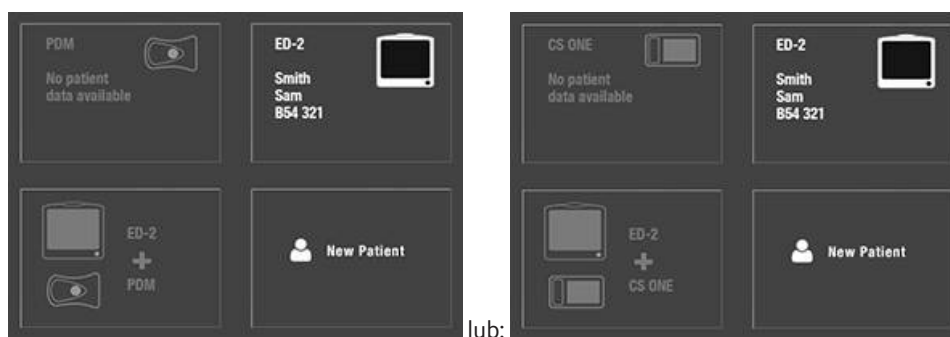 PDM
No patient
data available
ED-2
Smith
Sam
B54 321
ED-2
+
PDM
New Patient
lub:
CS ONE
No patient
data available
ED-2
Smith
Sam
B54 321
ED-2
+
CS ONE
New Patient